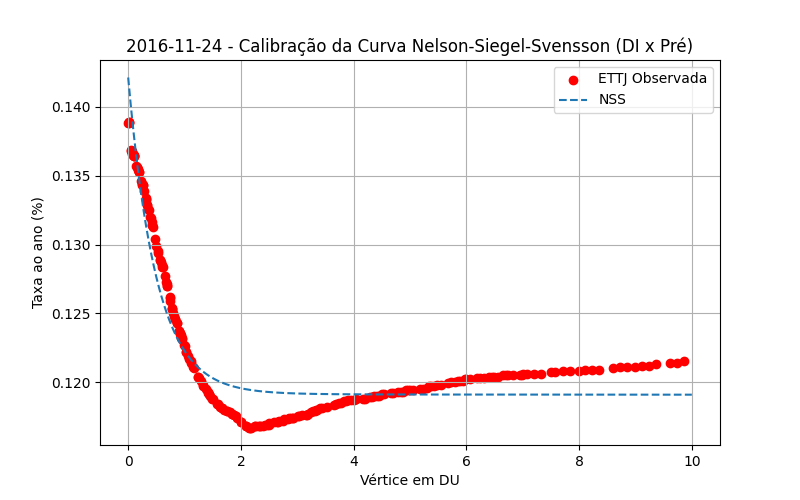 2016-11-24 - Calibração da Curva Nelson-Siegel-Svensson (DI x Pré)
ETTJ Observada
NSS
Taxa ao ano (%)
0.140
0.135
0.130
0.125
0.120
0 2 4 6 8 10
Vértice em DU